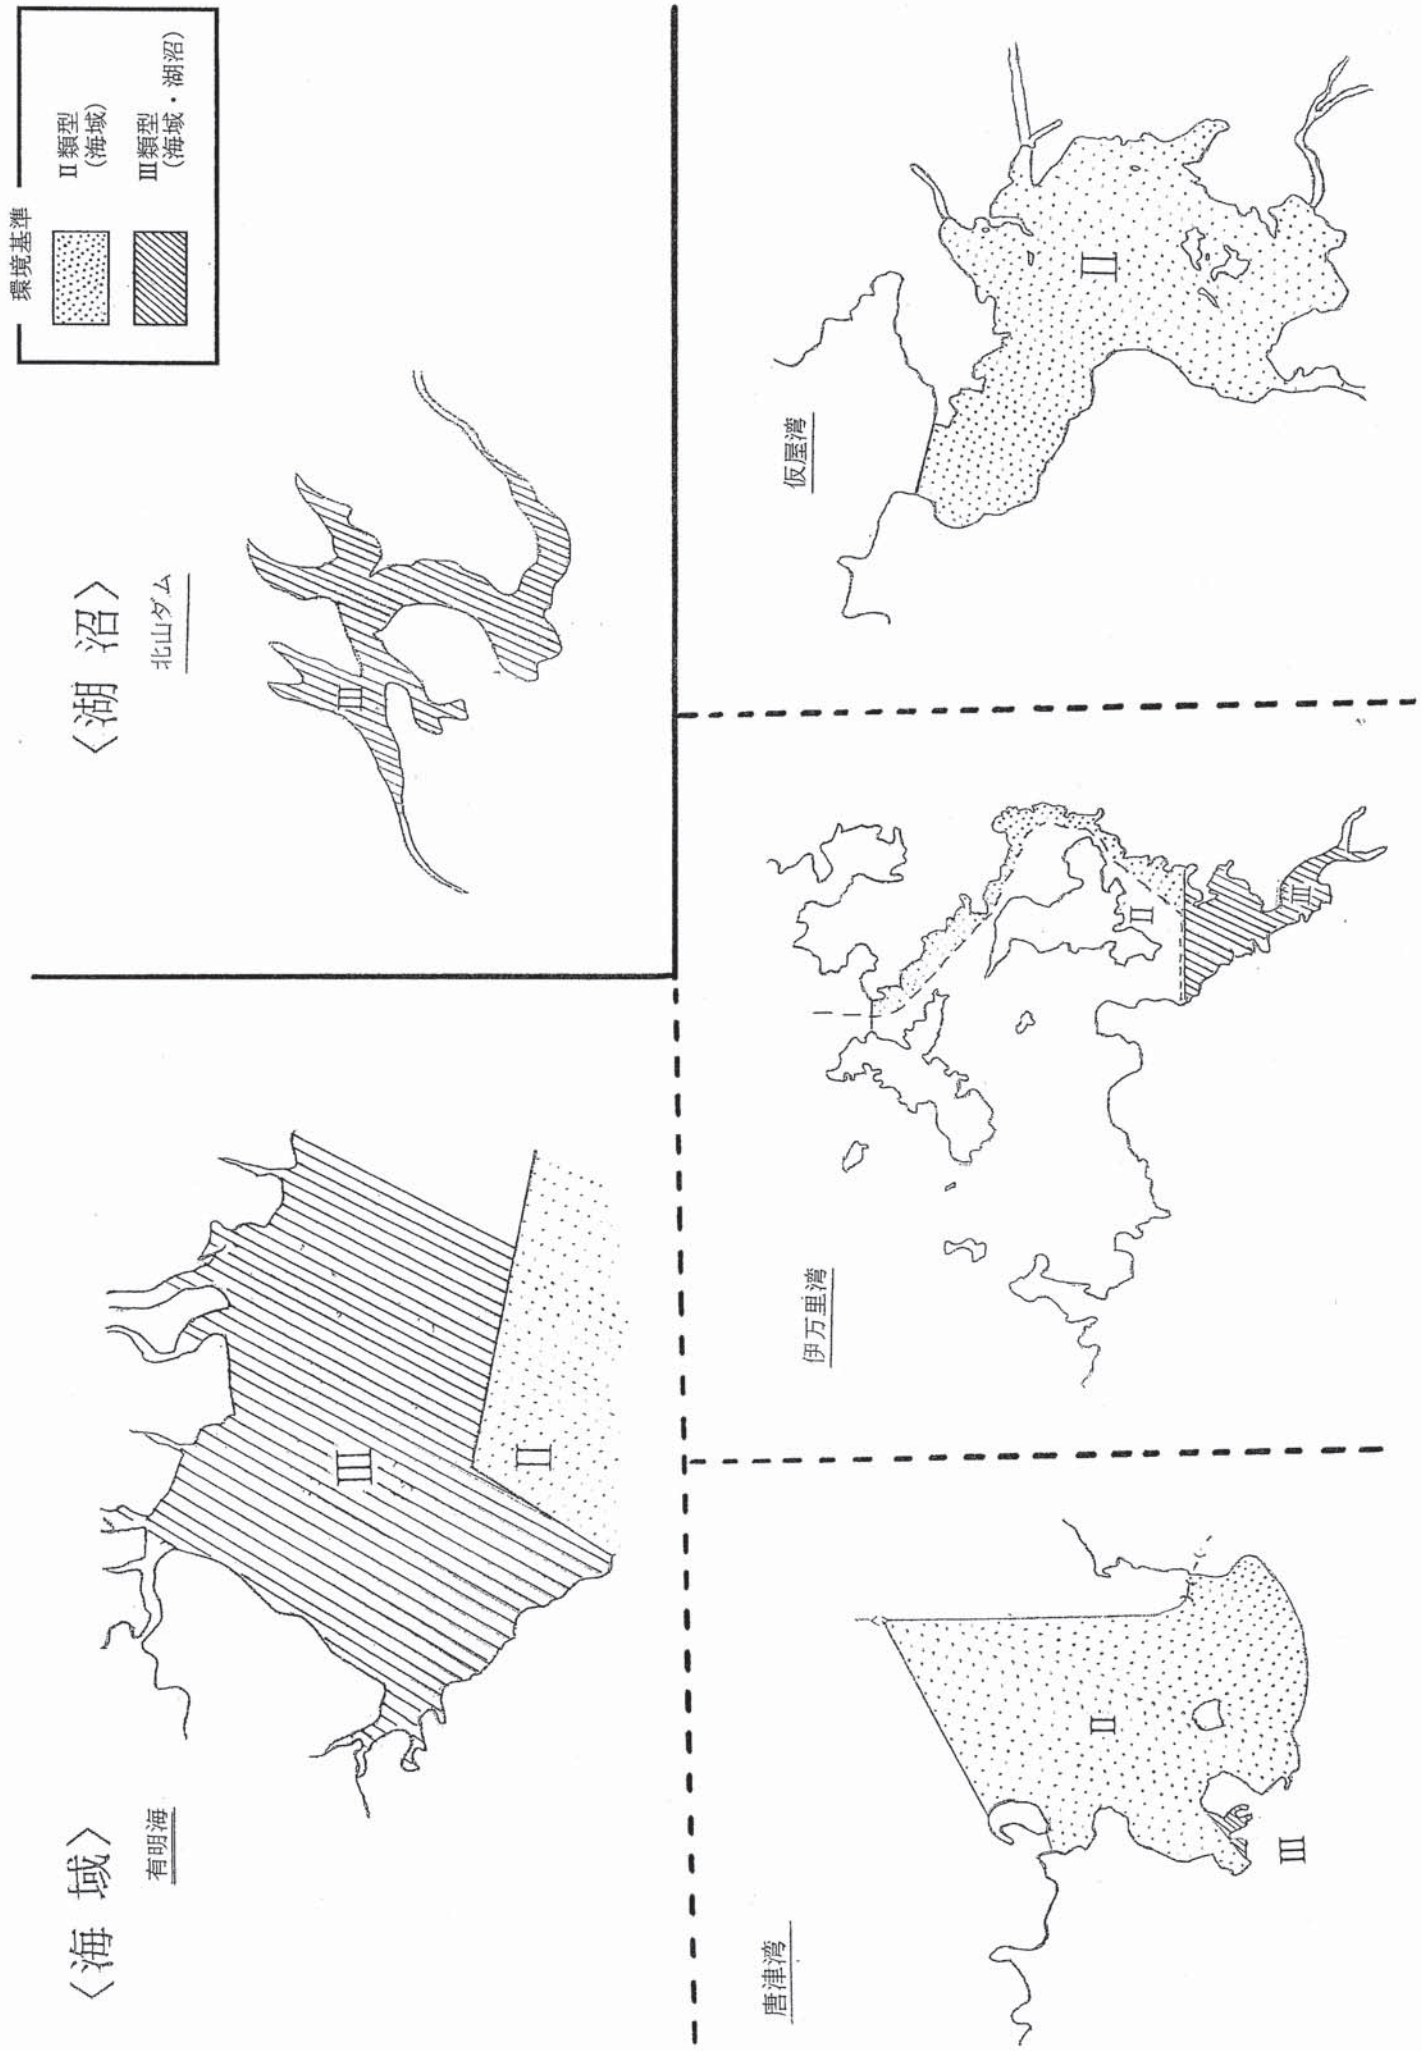 〈海 域〉
有明海
III
II
〈湖 沼〉
北山ダム
III
環境基準
II類型
(海域)
III類型
(海域・湖沼)
唐津湾
II
III
伊万里湾
II
III
仮屋湾
II